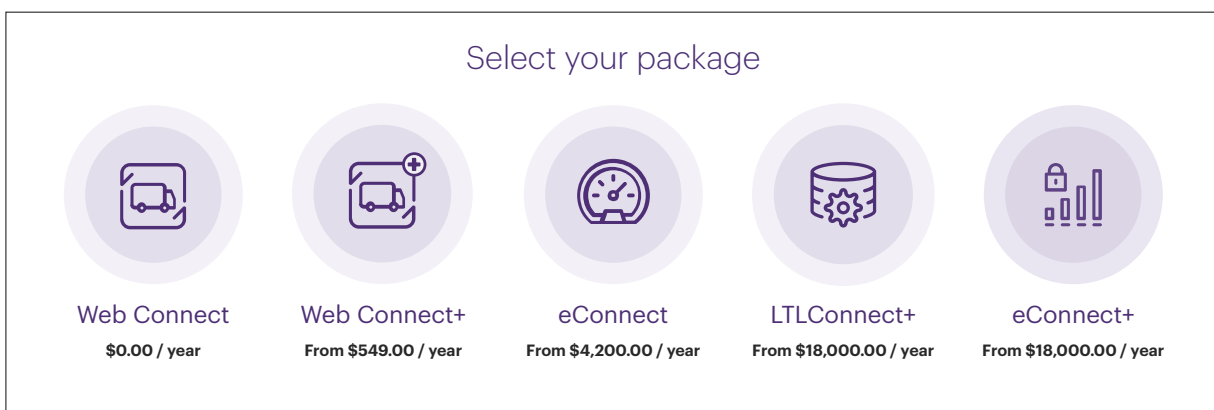 Select your package
Web Connect
$0.00 / year
Web Connect+
From $549.00 / year
eConnect
From $4,200.00 / year
LTLConnect+
From $18,000.00 / year
eConnect+
From $18,000.00 / year